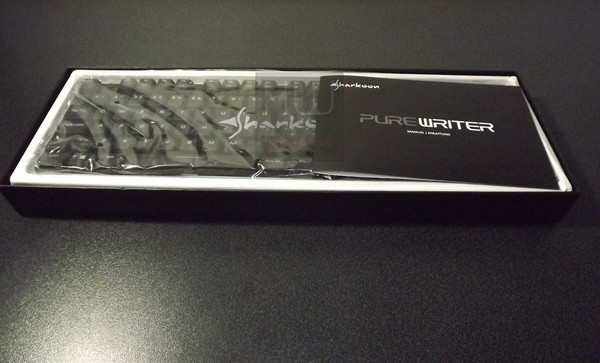 Sharkoon
PUREWRITER
MANUAL | ANLEITUNG
Sharkoon